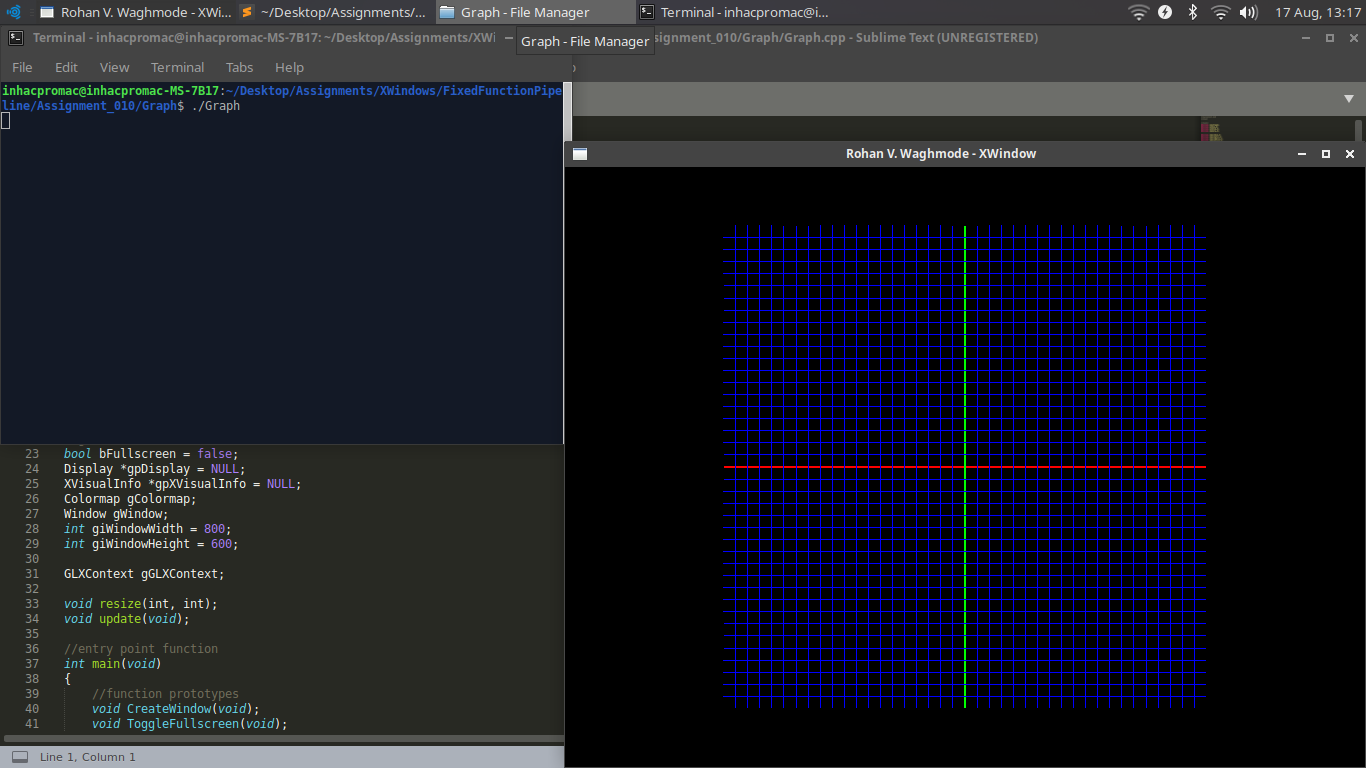 Rohan V. Waghmode - XWi...
~/Desktop/Assignments/...
Graph - File Manager
Terminal - inhacpromac@i...
17 Aug, 13:17
Terminal - inhacpromac@inhacpromac-MS-7B17: ~/Desktop/Assignments/XWi
Graph - File Manager
signment_010/Graph/Graph.cpp - Sublime Text (UNREGISTERED)
File Edit View Terminal Tabs Help
inhacpromac@inhacpromac-MS-7B17:~/Desktop/Assignments/XWindows/FixedFunctionPipe
line/Assignment_010/Graph$ ./Graph
Rohan V. Waghmode - XWindow
23 bool bFullscreen = false;
24 Display *gpDisplay = NULL;
25 XVisualInfo *gpXVisualInfo = NULL;
26 Colormap gColormap;
27 Window gWindow;
28 int giWindowWidth = 800;
29 int giWindowHeight = 600;
30
31 GLXContext gGLXContext;
32
33 void resize(int, int);
34 void update(void);
35
36 //entry point function
37 int main(void)
38 {
39 //function prototypes
40 void CreateWindow(void);
41 void ToggleFullscreen(void);
Line 1, Column 1